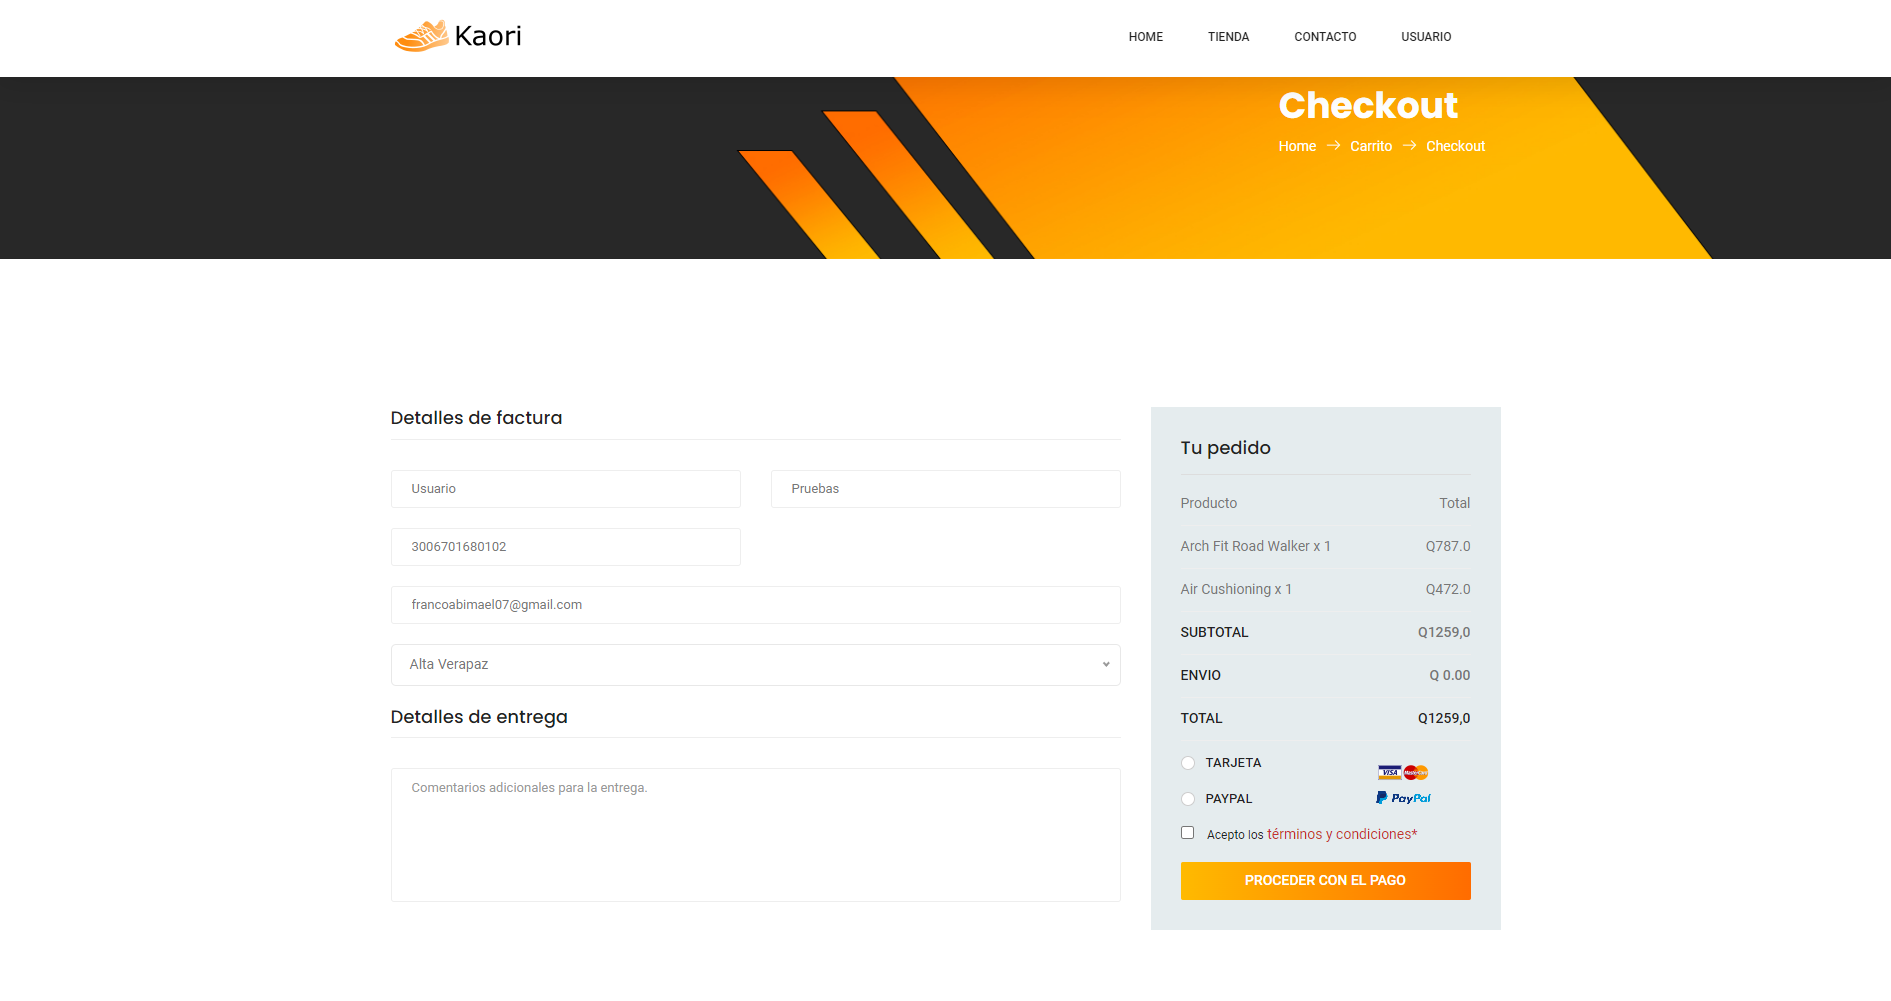 Kaori
HOME TIENDA CONTACTO USUARIO
Checkout
Home → Carrito → Checkout
Detalles de factura
Usuario Pruebas
3006701680102
francoabimael07@gmail.com
Alta Verapaz
Detalles de entrega
Comentarios adicionales para la entrega.
Tu pedido
Producto Total
Arch Fit Road Walker x 1 Q787.0
Air Cushioning x 1 Q472.0
SUBTOTAL Q1259,0
ENVIO Q 0.00
TOTAL Q1259,0
TARJETA VISA MasterCard
PAYPAL PayPal
Acepto los términos y condiciones*
PROCEDER CON EL PAGO